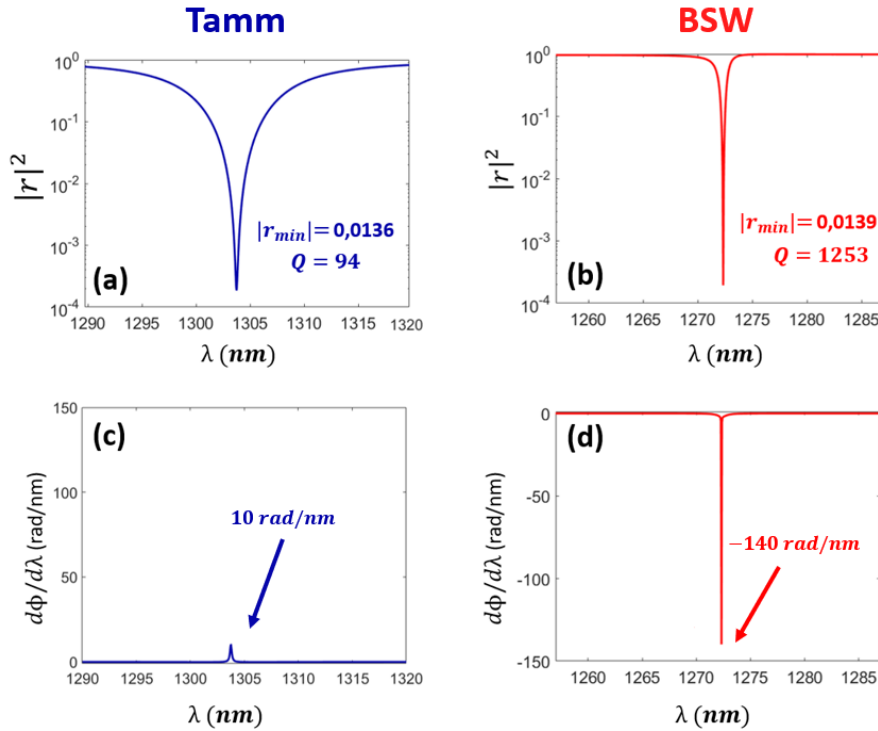 Tamm
BSW
10⁰
10⁻¹
10⁻²
10⁻³
10⁻⁴
|r|²
|r_min|= 0,0136
Q = 94
(a)
1290 1295 1300 1305 1310 1315 1320
λ (nm)
10⁰
10⁻¹
10⁻²
10⁻³
10⁻⁴
|r|²
|r_min|= 0,0139
Q = 1253
(b)
1260 1265 1270 1275 1280 1285
λ (nm)
150
100
50
0
dϕ/dλ (rad/nm)
(c)
10 rad/nm
1290 1295 1300 1305 1310 1315 1320
λ (nm)
0
-50
-100
-150
dϕ/dλ (rad/nm)
(d)
−140 rad/nm
1260 1265 1270 1275 1280 1285
λ (nm)